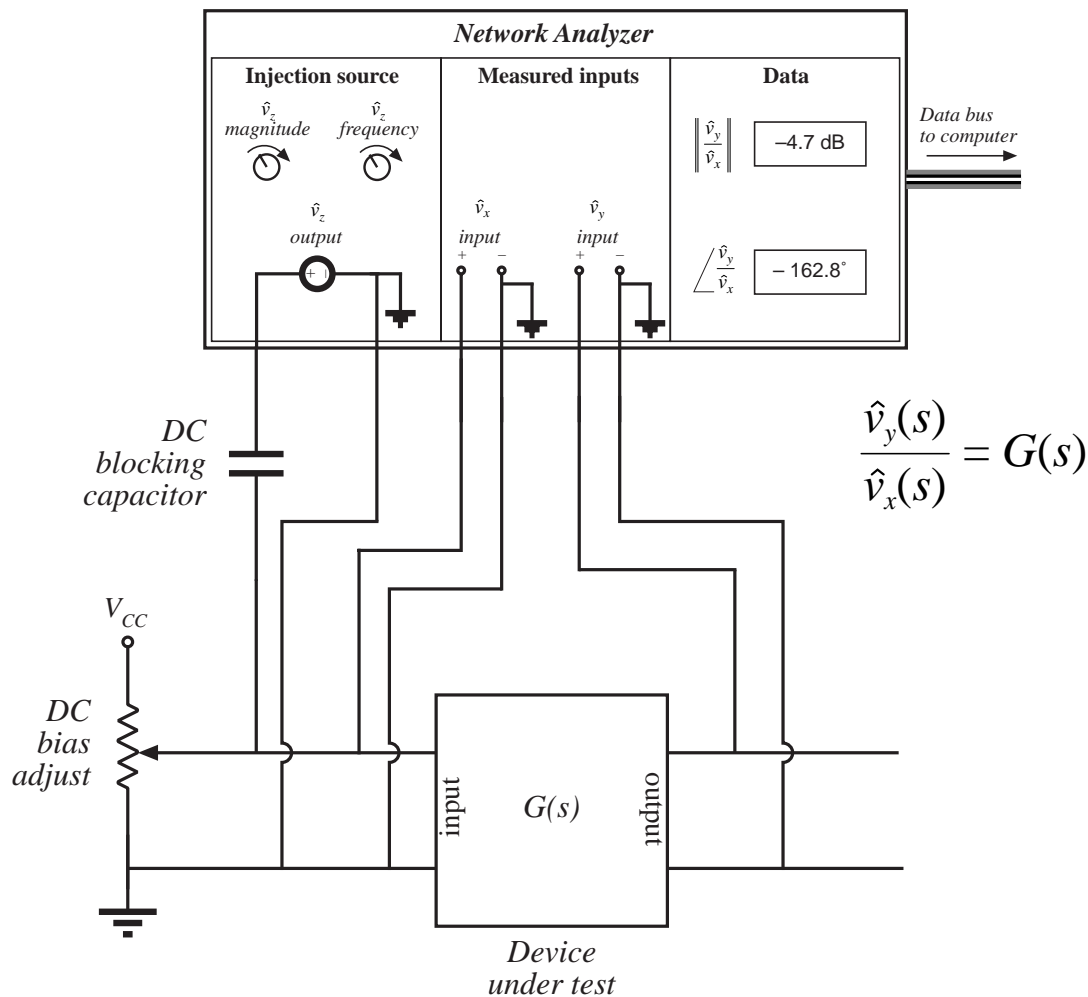 Network Analyzer
Injection source
Measured inputs
Data
v̂z
magnitude
v̂z
frequency
v̂z
output
+ –
v̂x
input
+ –
v̂y
input
+ –
‖ v̂y / v̂x ‖
–4.7 dB
∠ v̂y / v̂x
– 162.8˚
Data bus
to computer
v̂y(s) / v̂x(s) = G(s)
DC
blocking
capacitor
VCC
DC
bias
adjust
input
G(s)
output
Device
under test